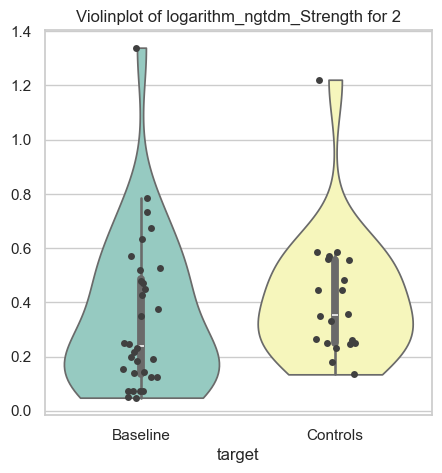 Violinplot of logarithm_ngtdm_Strength for 2
1.4
1.2
1.0
0.8
0.6
0.4
0.2
0.0
Baseline Controls
target